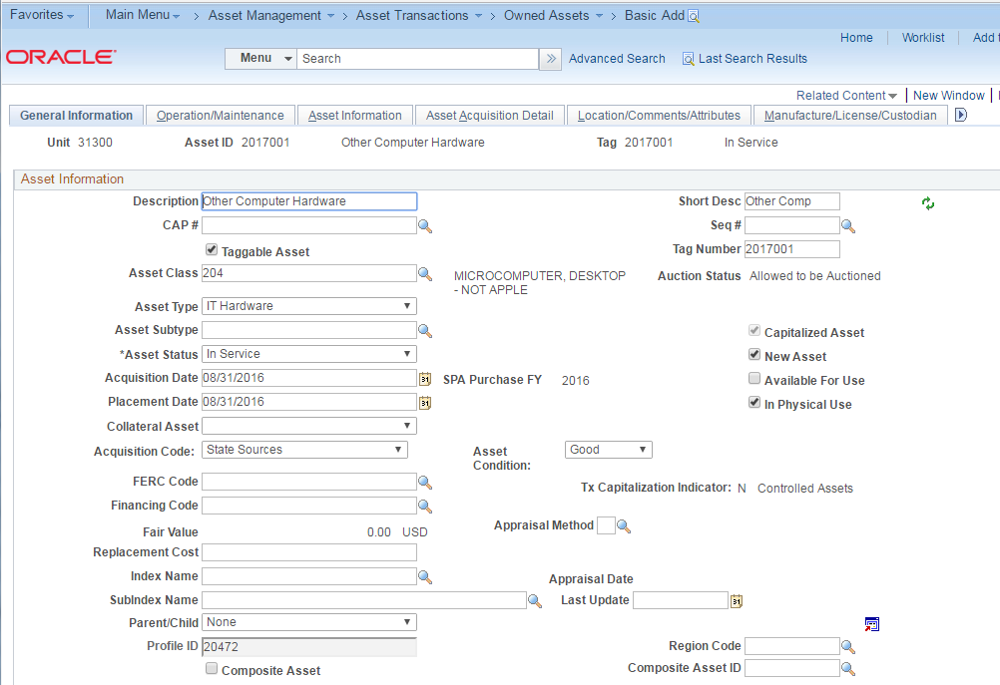 Favorites Main Menu > Asset Management > Asset Transactions > Owned Assets > Basic Add
Home Worklist Add
ORACLE
Menu Search >> Advanced Search Last Search Results
Related Content New Window
General Information Operation/Maintenance Asset Information Asset Acquisition Detail Location/Comments/Attributes Manufacture/License/Custodian
Unit 31300 Asset ID 2017001 Other Computer Hardware Tag 2017001 In Service
Asset Information
Description Other Computer Hardware Short Desc Other Comp
CAP # Seq #
Taggable Asset Tag Number 2017001
Asset Class 204 MICROCOMPUTER, DESKTOP Auction Status Allowed to be Auctioned
- NOT APPLE
Asset Type IT Hardware
Asset Subtype Capitalized Asset
*Asset Status In Service New Asset
Acquisition Date 08/31/2016 31 SPA Purchase FY 2016 Available For Use
Placement Date 08/31/2016 31 In Physical Use
Collateral Asset
Acquisition Code: State Sources Asset Good
Condition:
FERC Code Tx Capitalization Indicator: N Controlled Assets
Financing Code
Appraisal Method
Fair Value 0.00 USD
Replacement Cost
Index Name Appraisal Date
SubIndex Name Last Update 31
Parent/Child None
Profile ID 20472 Region Code
Composite Asset Composite Asset ID